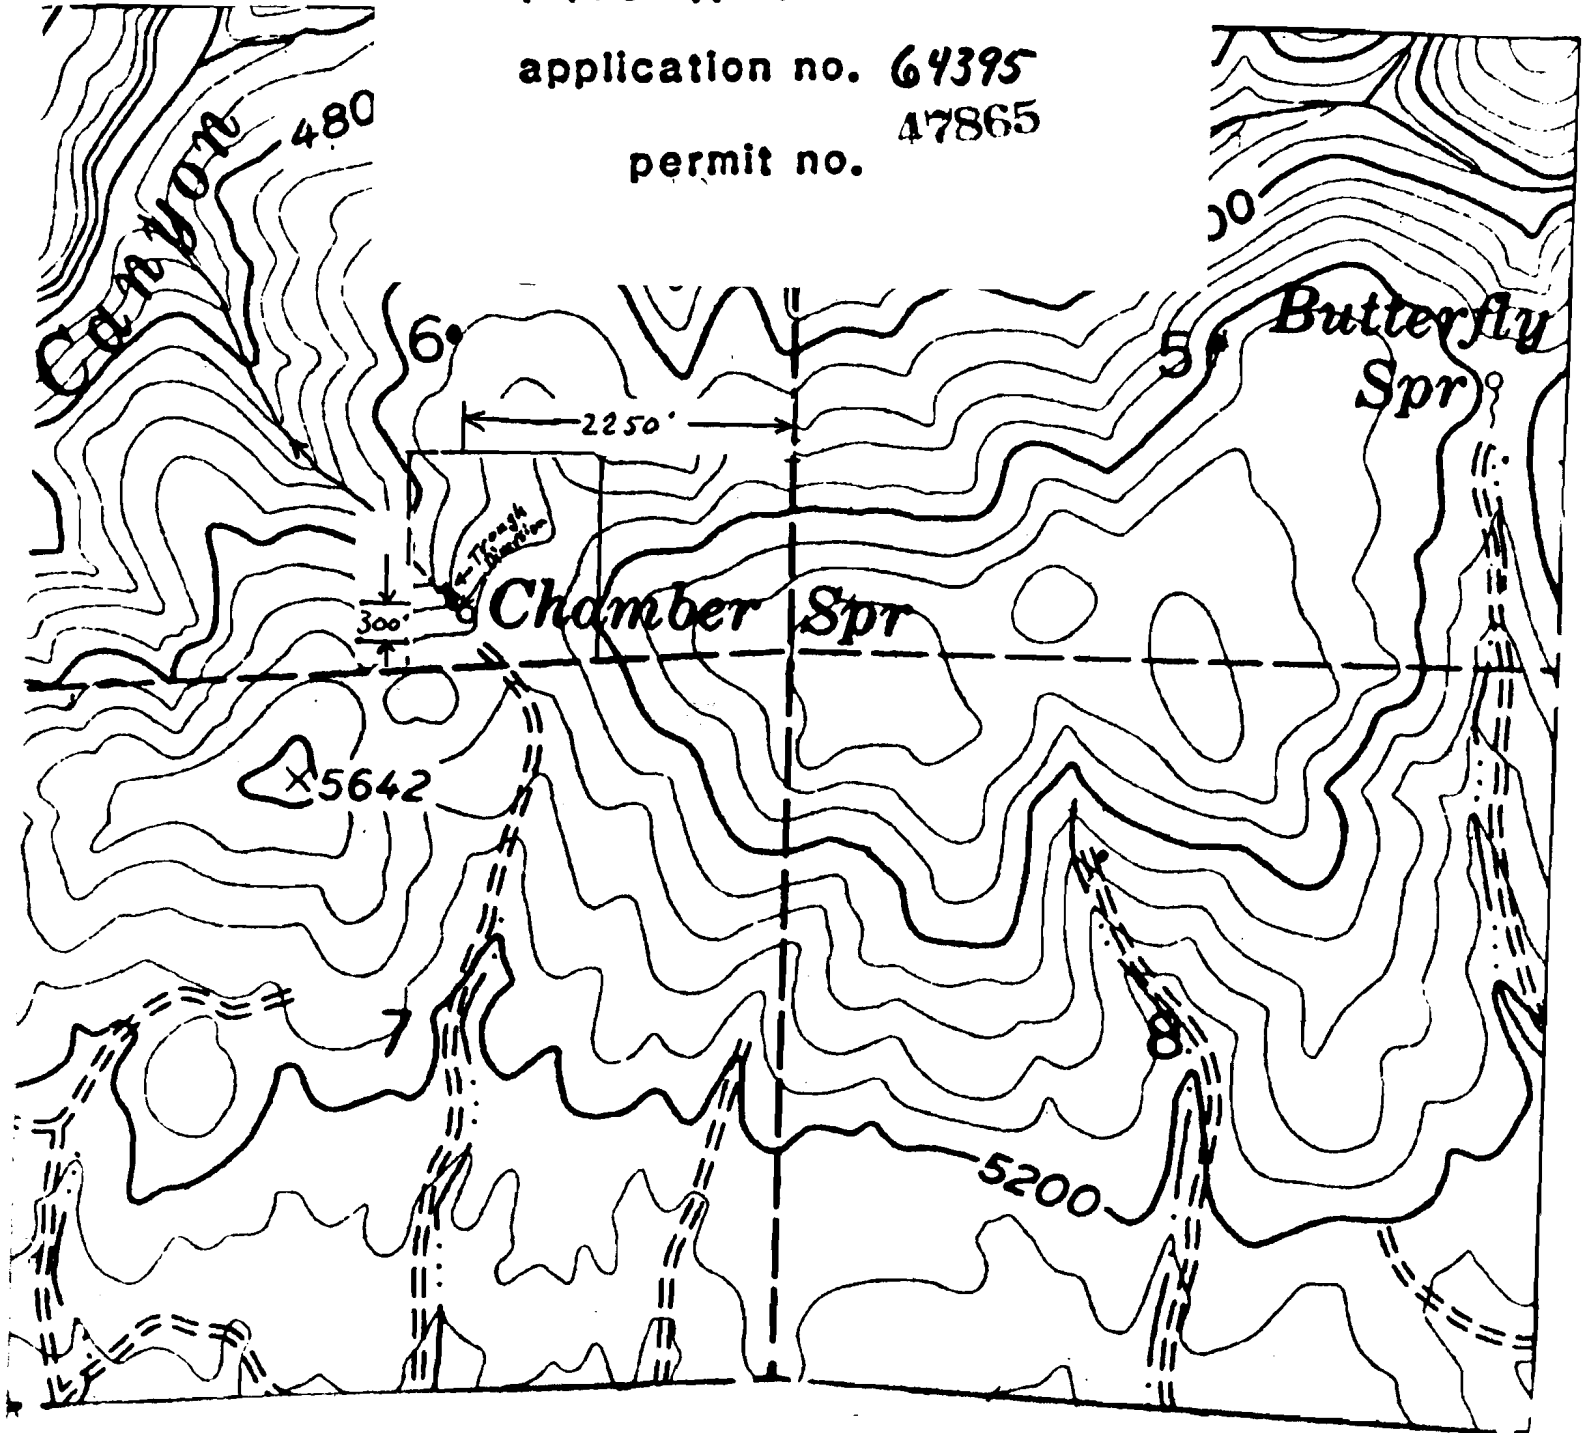 application no. 64395
47865
permit no.
Canyon
480
00
6
5
Butterfly
Spr
2250'
Trough
Diversion
Chamber Spr
300'
5642
7
8
5200